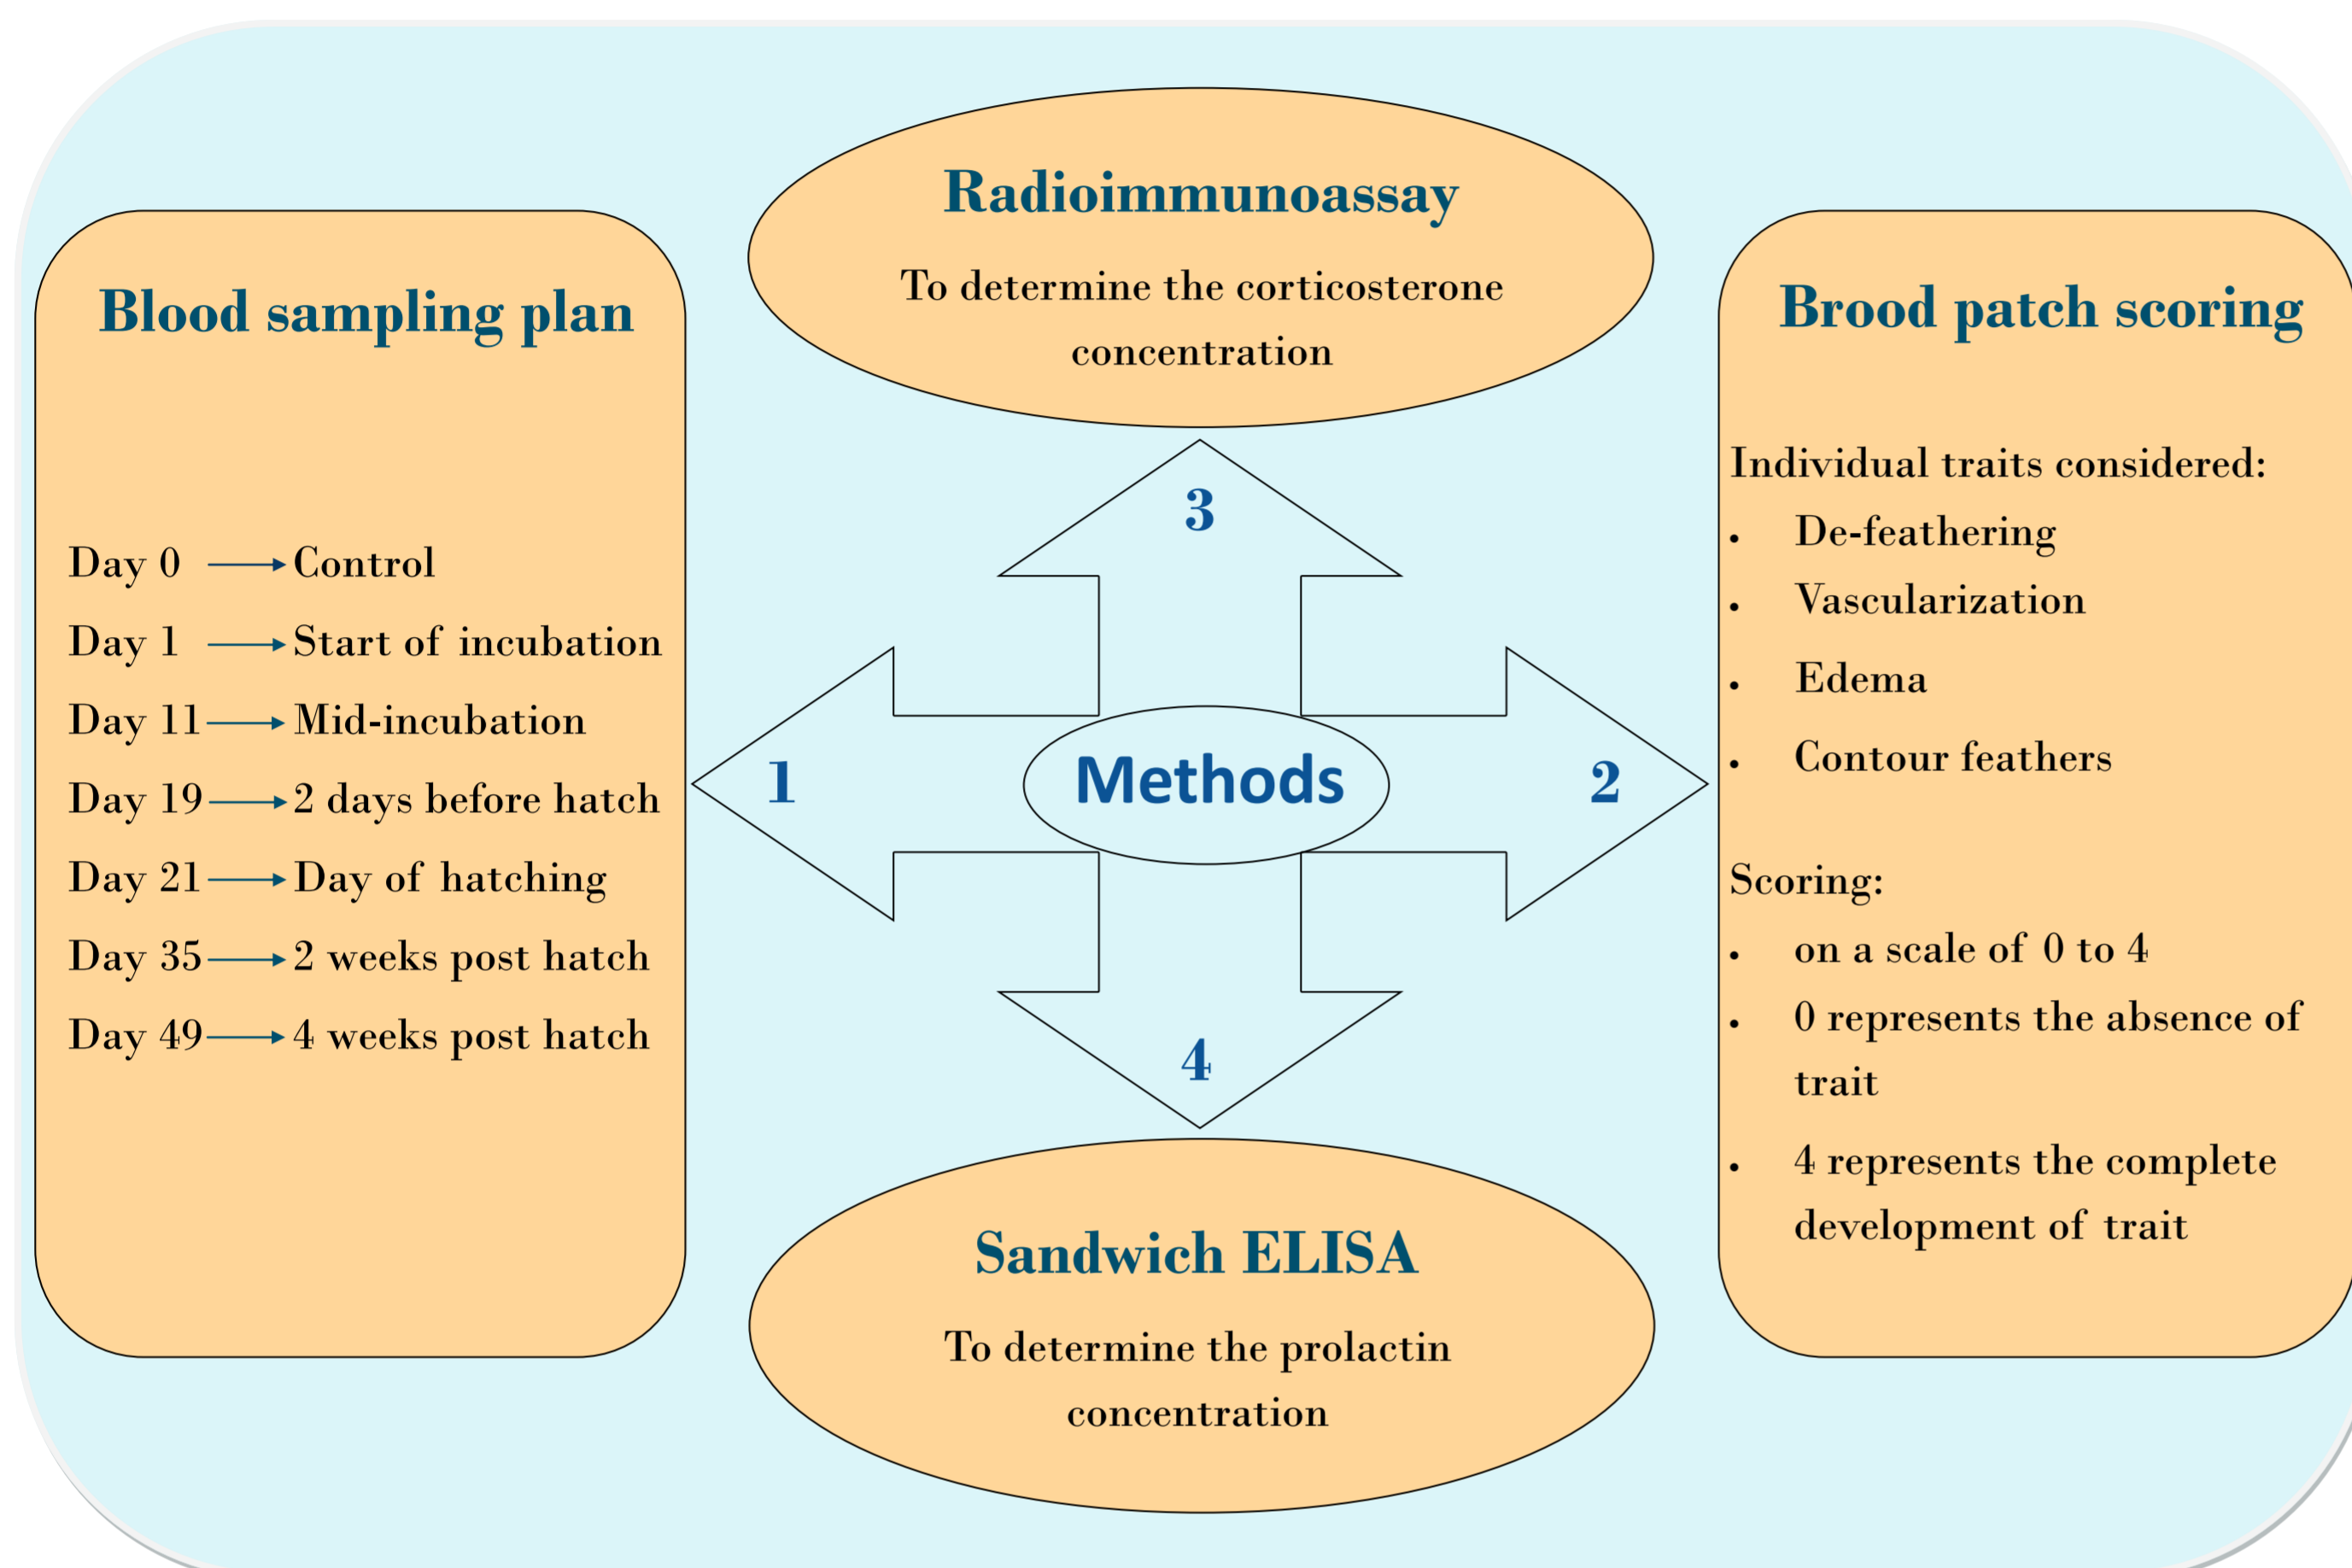 Methods
1
Blood sampling plan
Day 0 → Control
Day 1 → Start of incubation
Day 11 → Mid-incubation
Day 19 → 2 days before hatch
Day 21 → Day of hatching
Day 35 → 2 weeks post hatch
Day 49 → 4 weeks post hatch
2
Brood patch scoring
Individual traits considered:
• De-feathering
• Vascularization
• Edema
• Contour feathers
Scoring:
• on a scale of 0 to 4
• 0 represents the absence of
trait
• 4 represents the complete
development of trait
3
Radioimmunoassay
To determine the corticosterone
concentration
4
Sandwich ELISA
To determine the prolactin
concentration